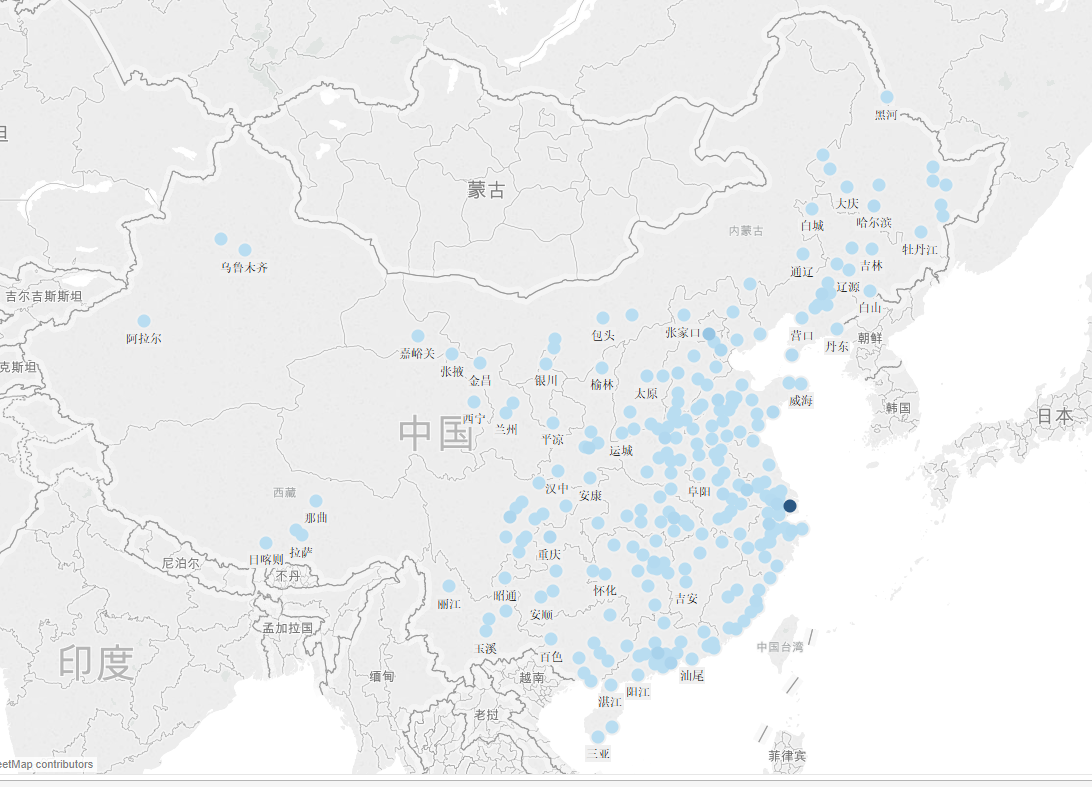 坦
黑河
蒙古
大庆
哈尔滨
白城
内蒙古
牡丹江
乌鲁木齐
通辽
吉林
辽源
吉尔吉斯斯坦
白山
阿拉尔
包头
张家口
营口
丹东
朝鲜
嘉峪关
克斯坦
张掖
金昌
银川
榆林
太原
威海
韩国
日本
西宁
兰州
中国
平凉
运城
汉中
安康
阜阳
西藏
那曲
拉萨
日喀则
重庆
尼泊尔
不丹
丽江
昭通
怀化
吉安
安顺
孟加拉国
玉溪
百色
中国台湾
印度
缅甸
越南
汕尾
阳江
湛江
老挝
三亚
菲律宾
eetMap contributors